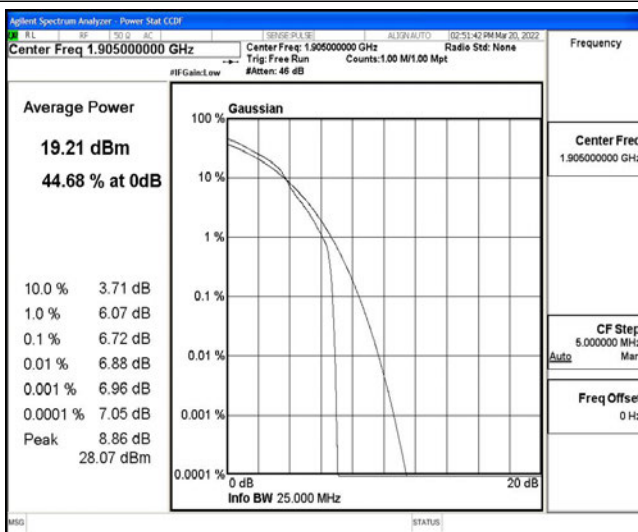 Agilent Spectrum Analyzer - Power Stat CCDF
RL RF 50 Ω AC SENSE:PULSE ALIGN AUTO 02:51:42 PM Mar 20, 2022
Center Freq 1.905000000 GHz
Center Freq: 1.905000000 GHz Radio Std: None
Trig: Free Run Counts:1.00 M/1.00 Mpt
#IFGain:Low #Atten: 46 dB
Frequency
Average Power
19.21 dBm
44.68 % at 0dB
10.0 % 3.71 dB
1.0 % 6.07 dB
0.1 % 6.72 dB
0.01 % 6.88 dB
0.001 % 6.96 dB
0.0001 % 7.05 dB
Peak 8.86 dB
28.07 dBm
Gaussian
100 %
10 %
1 %
0.1 %
0.01 %
0.001 %
0.0001 %
0 dB 20 dB
Info BW 25.000 MHz
Center Freq
1.905000000 GHz
CF Step
5.000000 MHz
Auto Man
Freq Offset
0 Hz
MSG STATUS